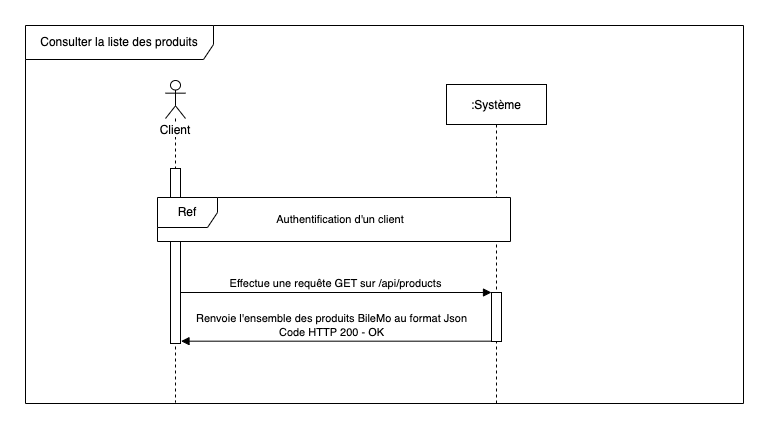 Consulter la liste des produits
Client
:Système
Ref
Authentification d'un client
Effectue une requête GET sur /api/products
Renvoie l'ensemble des produits BileMo au format Json
Code HTTP 200 - OK